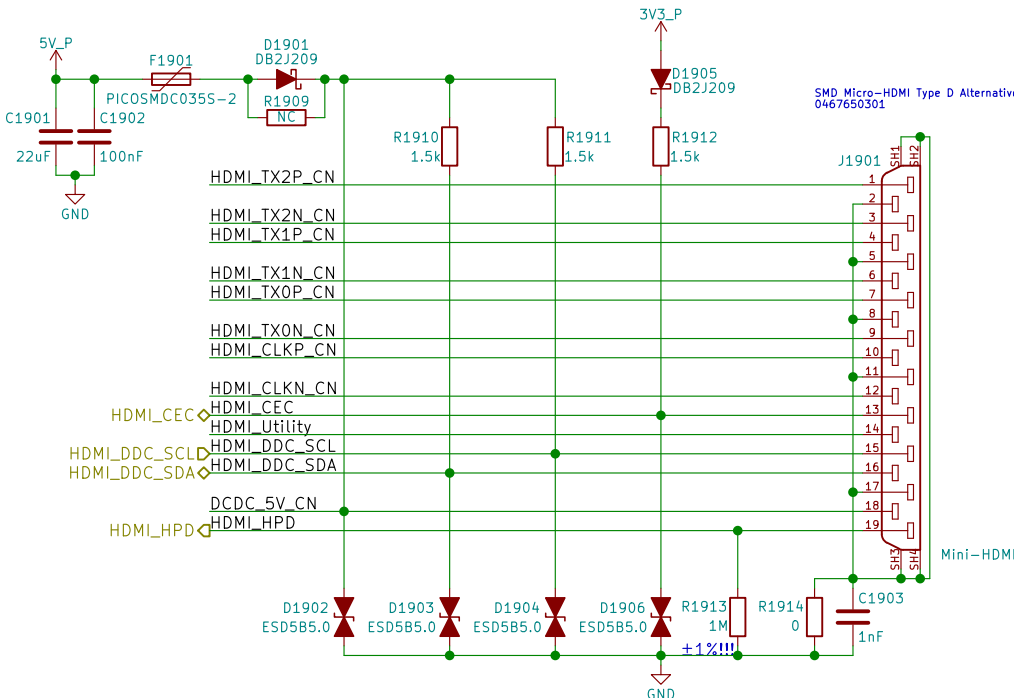 3V3_P
5V_P
D1901
DB2J209
F1901
PICOSMDC035S-2
R1909
NC
D1905
DB2J209
SMD Micro-HDMI Type D Alternative
0467650301
C1901
22uF
C1902
100nF
GND
R1910
1.5k
R1911
1.5k
R1912
1.5k
J1901
SH1
SH2
HDMI_TX2P_CN
1
2
HDMI_TX2N_CN
3
HDMI_TX1P_CN
4
5
HDMI_TX1N_CN
6
HDMI_TX0P_CN
7
8
HDMI_TX0N_CN
9
HDMI_CLKP_CN
10
11
HDMI_CLKN_CN
12
HDMI_CEC
HDMI_CEC
13
HDMI_Utility
14
HDMI_DDC_SCL
HDMI_DDC_SCL
15
HDMI_DDC_SDA
HDMI_DDC_SDA
16
17
DCDC_5V_CN
18
HDMI_HPD
HDMI_HPD
19
SH3
SH4
Mini-HDMI
D1902
ESD5B5.0
D1903
ESD5B5.0
D1904
ESD5B5.0
D1906
ESD5B5.0
R1913
1M
±1%!!!
R1914
0
C1903
1nF
GND